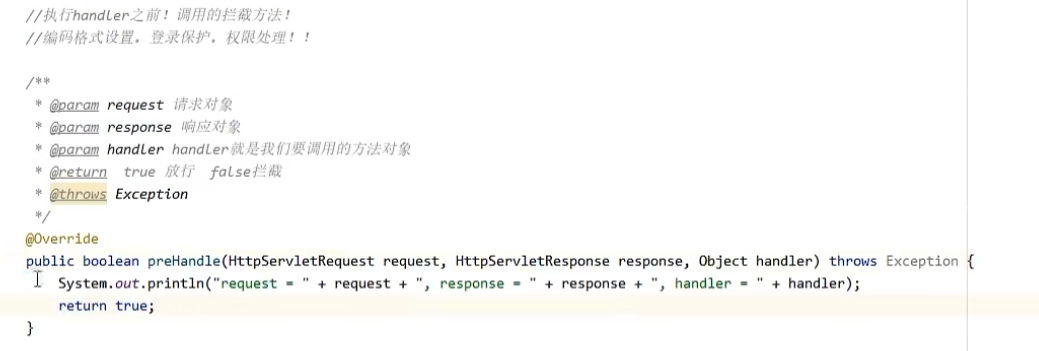 //执行handler之前！调用的拦截方法！
//编码格式设置。登录保护。权限处理！！
/**
* @param request 请求对象
* @param response 响应对象
* @param handler handler就是我们要调用的方法对象
* @return true 放行 false拦截
* @throws Exception
*/
@Override
public boolean preHandle(HttpServletRequest request, HttpServletResponse response, Object handler) throws Exception {
System.out.println("request = " + request + ", response = " + response + ", handler = " + handler);
return true;
}